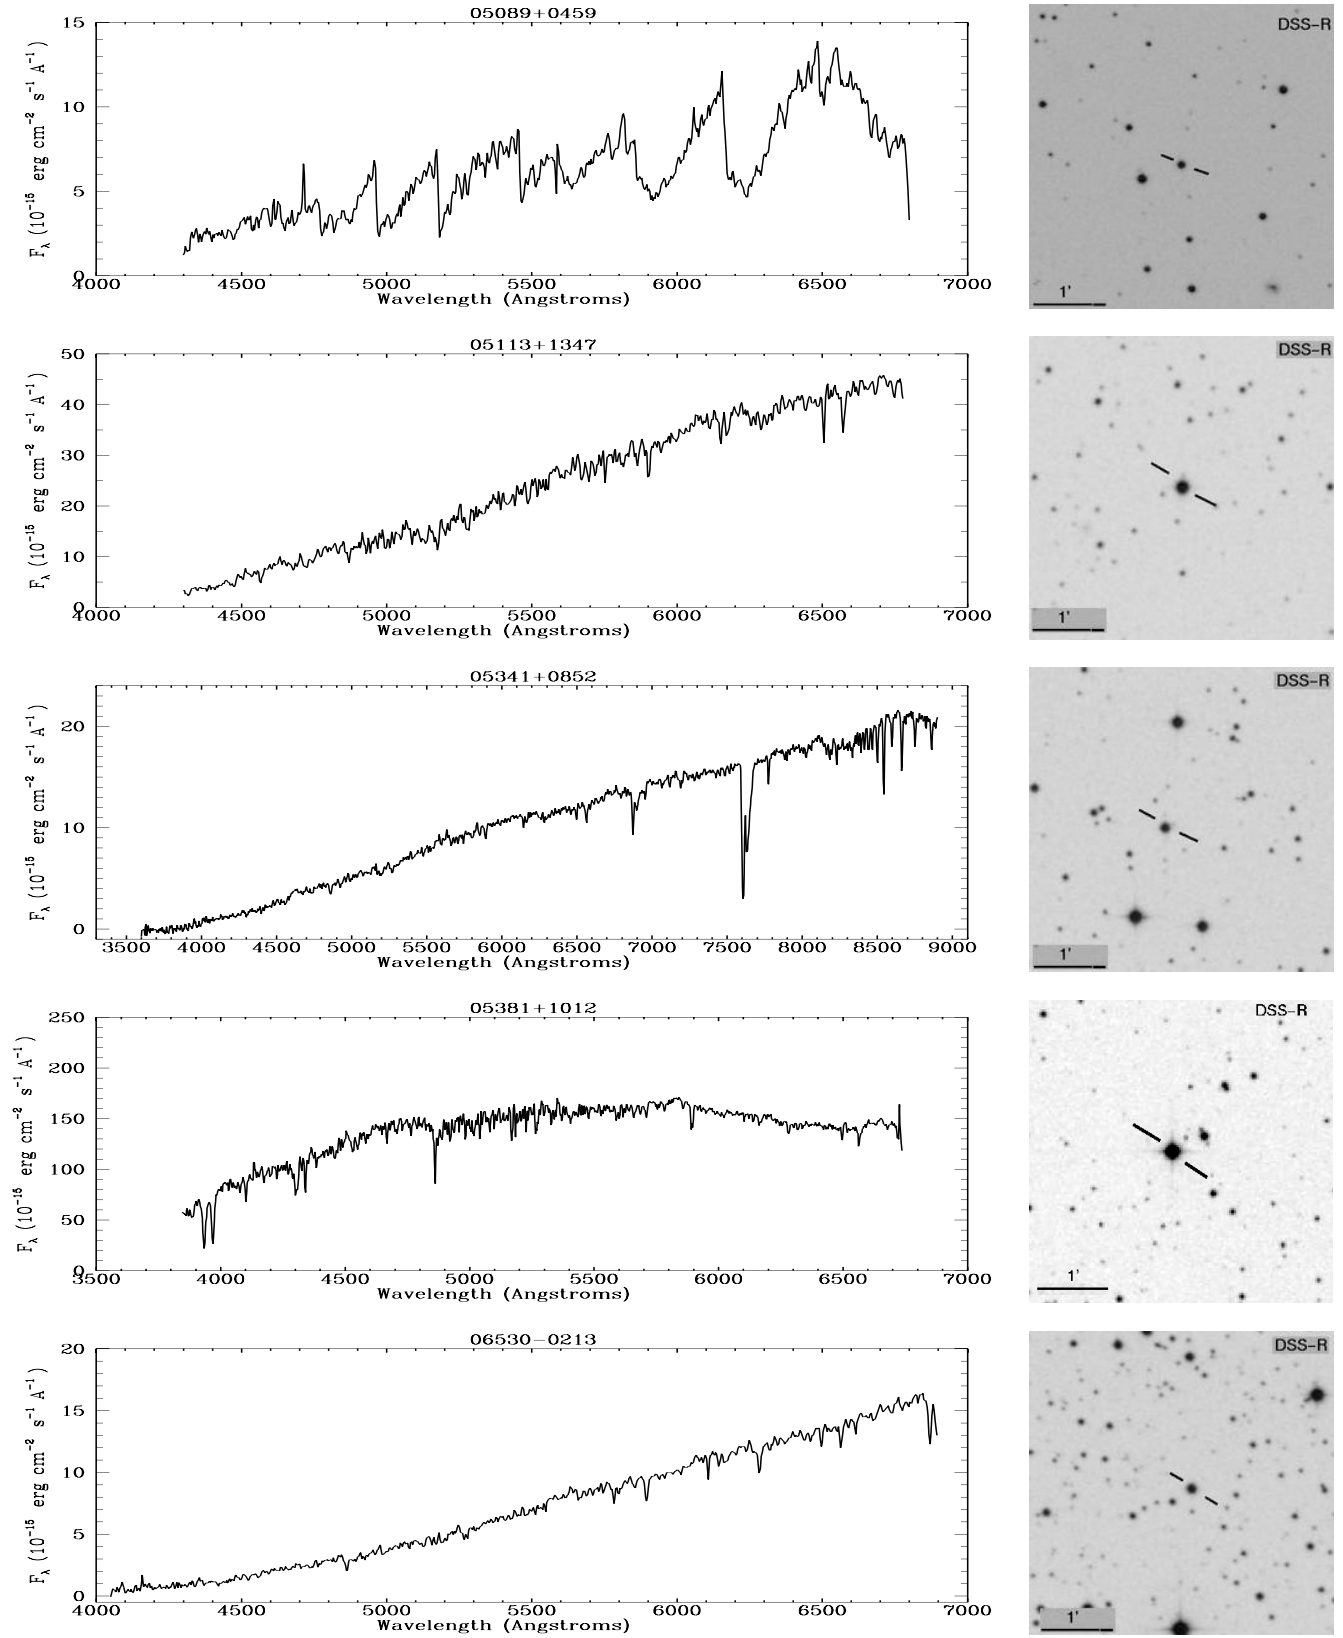 05089+0459
DSS-R
15
10
5
0
F_λ (10⁻¹⁵ erg cm⁻² s⁻¹ A⁻¹)
4000 4500 5000 5500 6000 6500 7000
Wavelength (Angstroms)
1'
05113+1347
DSS-R
50
40
30
20
10
0
F_λ (10⁻¹⁵ erg cm⁻² s⁻¹ A⁻¹)
4000 4500 5000 5500 6000 6500 7000
Wavelength (Angstroms)
1'
05341+0852
DSS-R
20
10
0
F_λ (10⁻¹⁵ erg cm⁻² s⁻¹ A⁻¹)
3500 4000 4500 5000 5500 6000 6500 7000 7500 8000 8500 9000
Wavelength (Angstroms)
1'
05381+1012
DSS-R
250
200
150
100
50
0
F_λ (10⁻¹⁵ erg cm⁻² s⁻¹ A⁻¹)
3500 4000 4500 5000 5500 6000 6500 7000
Wavelength (Angstroms)
1'
06530-0213
DSS-R
20
15
10
5
0
F_λ (10⁻¹⁵ erg cm⁻² s⁻¹ A⁻¹)
4000 4500 5000 5500 6000 6500 7000
Wavelength (Angstroms)
1'